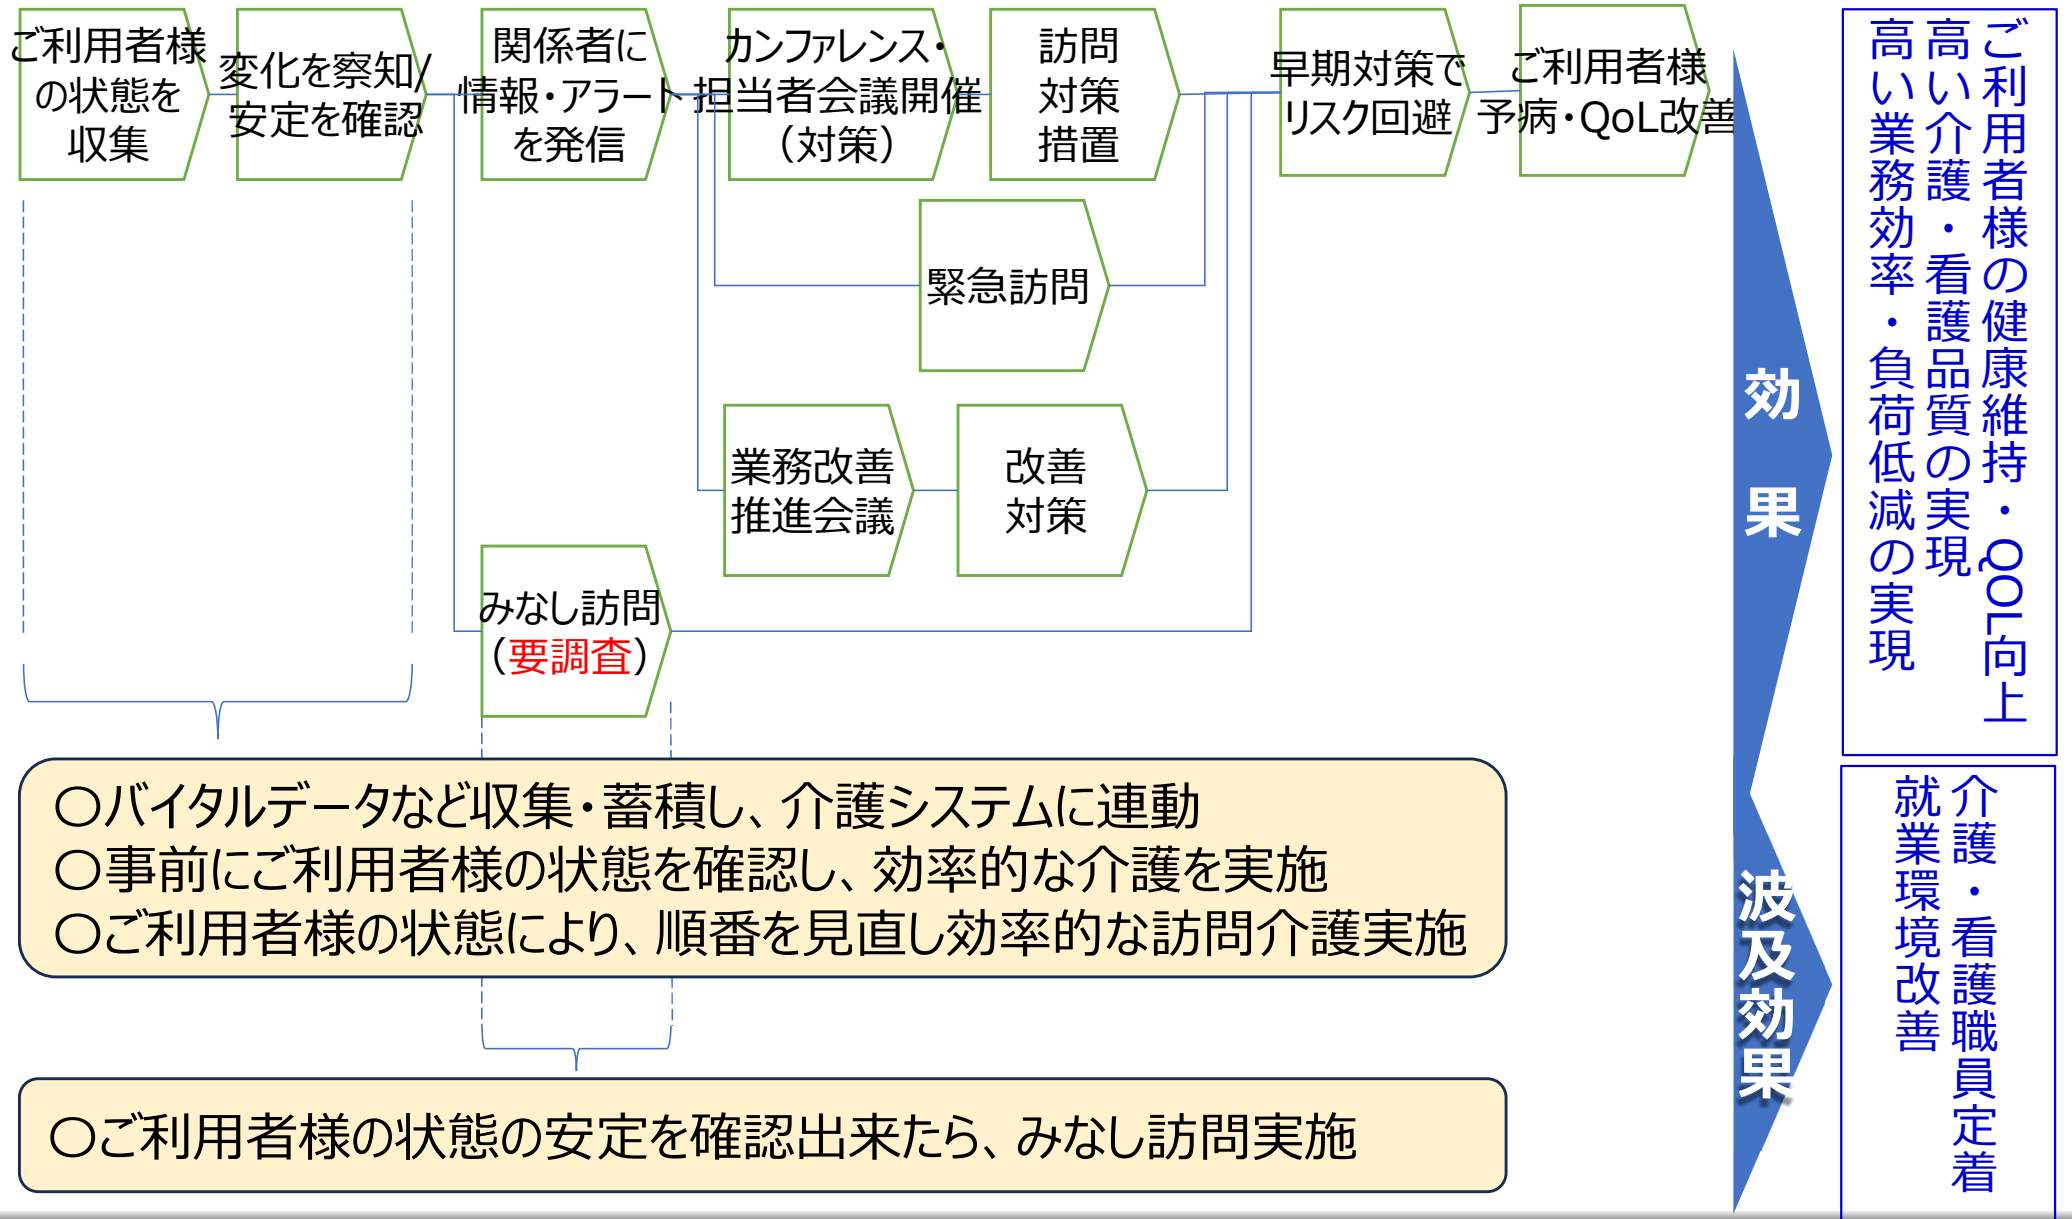 ご利用者様
の状態を
収集
変化を察知/
安定を確認
関係者に
情報・アラート
を発信
カンファレンス・
担当者会議開催
（対策）
訪問
対策
措置
早期対策で
リスク回避
ご利用者様
予病・QoL改善
緊急訪問
業務改善
推進会議
改善
対策
みなし訪問
（要調査）
〇バイタルデータなど収集・蓄積し、介護システムに連動
〇事前にご利用者様の状態を確認し、効率的な介護を実施
〇ご利用者様の状態により、順番を見直し効率的な訪問介護実施
〇ご利用者様の状態の安定を確認出来たら、みなし訪問実施
効果
ご利用者様の健康維持・QOL向上
高い介護・看護品質の実現
高い業務効率・負荷低減の実現
波及効果
介護・看護職員定着
就業環境改善